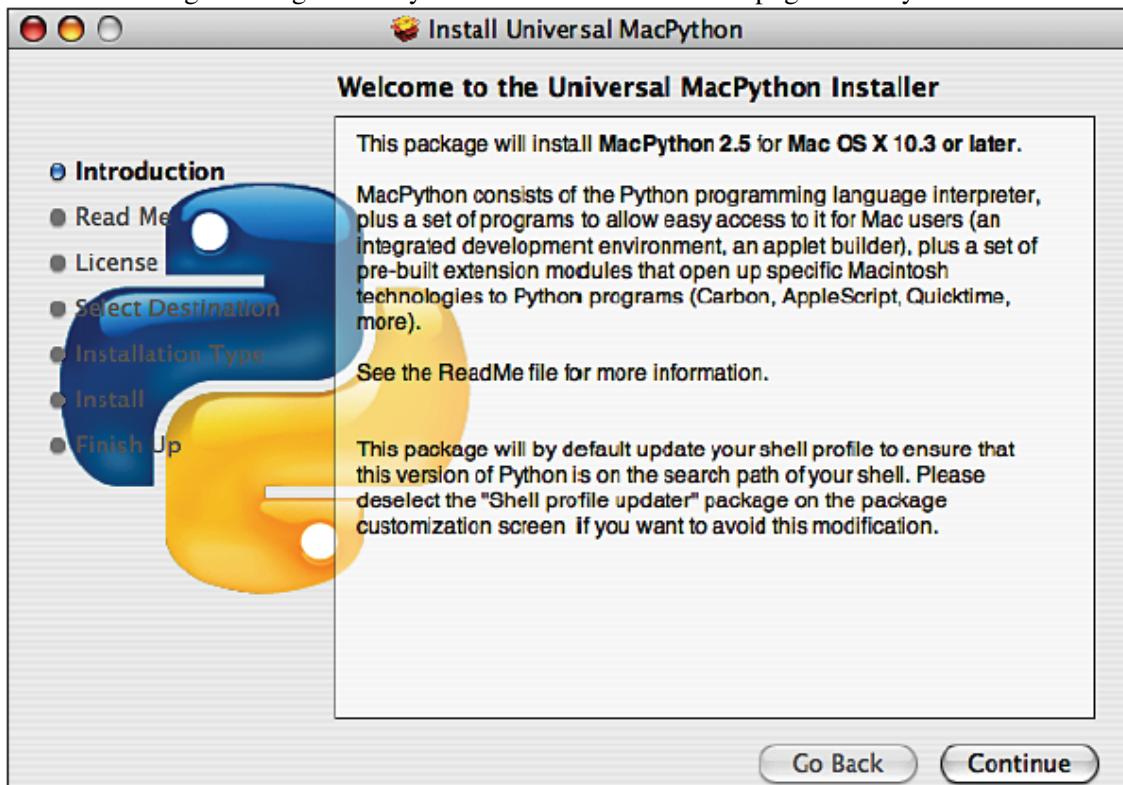 Install Universal MacPython
Welcome to the Universal MacPython Installer
Introduction
Read Me
License
Select Destination
Installation Type
Install
Finish Up
This package will install MacPython 2.5 for Mac OS X 10.3 or later.
MacPython consists of the Python programming language interpreter,
plus a set of programs to allow easy access to it for Mac users (an
integrated development environment, an applet builder), plus a set of
pre-built extension modules that open up specific Macintosh
technologies to Python programs (Carbon, AppleScript, Quicktime,
more).
See the ReadMe file for more information.
This package will by default update your shell profile to ensure that
this version of Python is on the search path of your shell. Please
deselect the "Shell profile updater" package on the package
customization screen if you want to avoid this modification.
Go Back
Continue